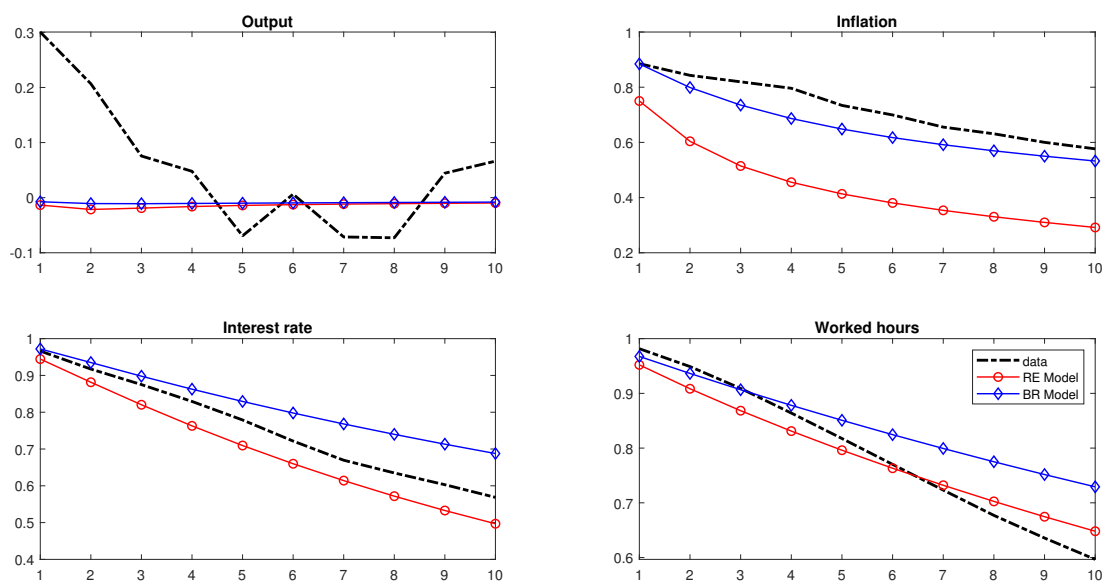 Output
0.3
0.2
0.1
0
-0.1
1 2 3 4 5 6 7 8 9 10
Inflation
1
0.8
0.6
0.4
0.2
1 2 3 4 5 6 7 8 9 10
Interest rate
1
0.9
0.8
0.7
0.6
0.5
0.4
1 2 3 4 5 6 7 8 9 10
Worked hours
1
0.9
0.8
0.7
0.6
1 2 3 4 5 6 7 8 9 10
data
RE Model
BR Model